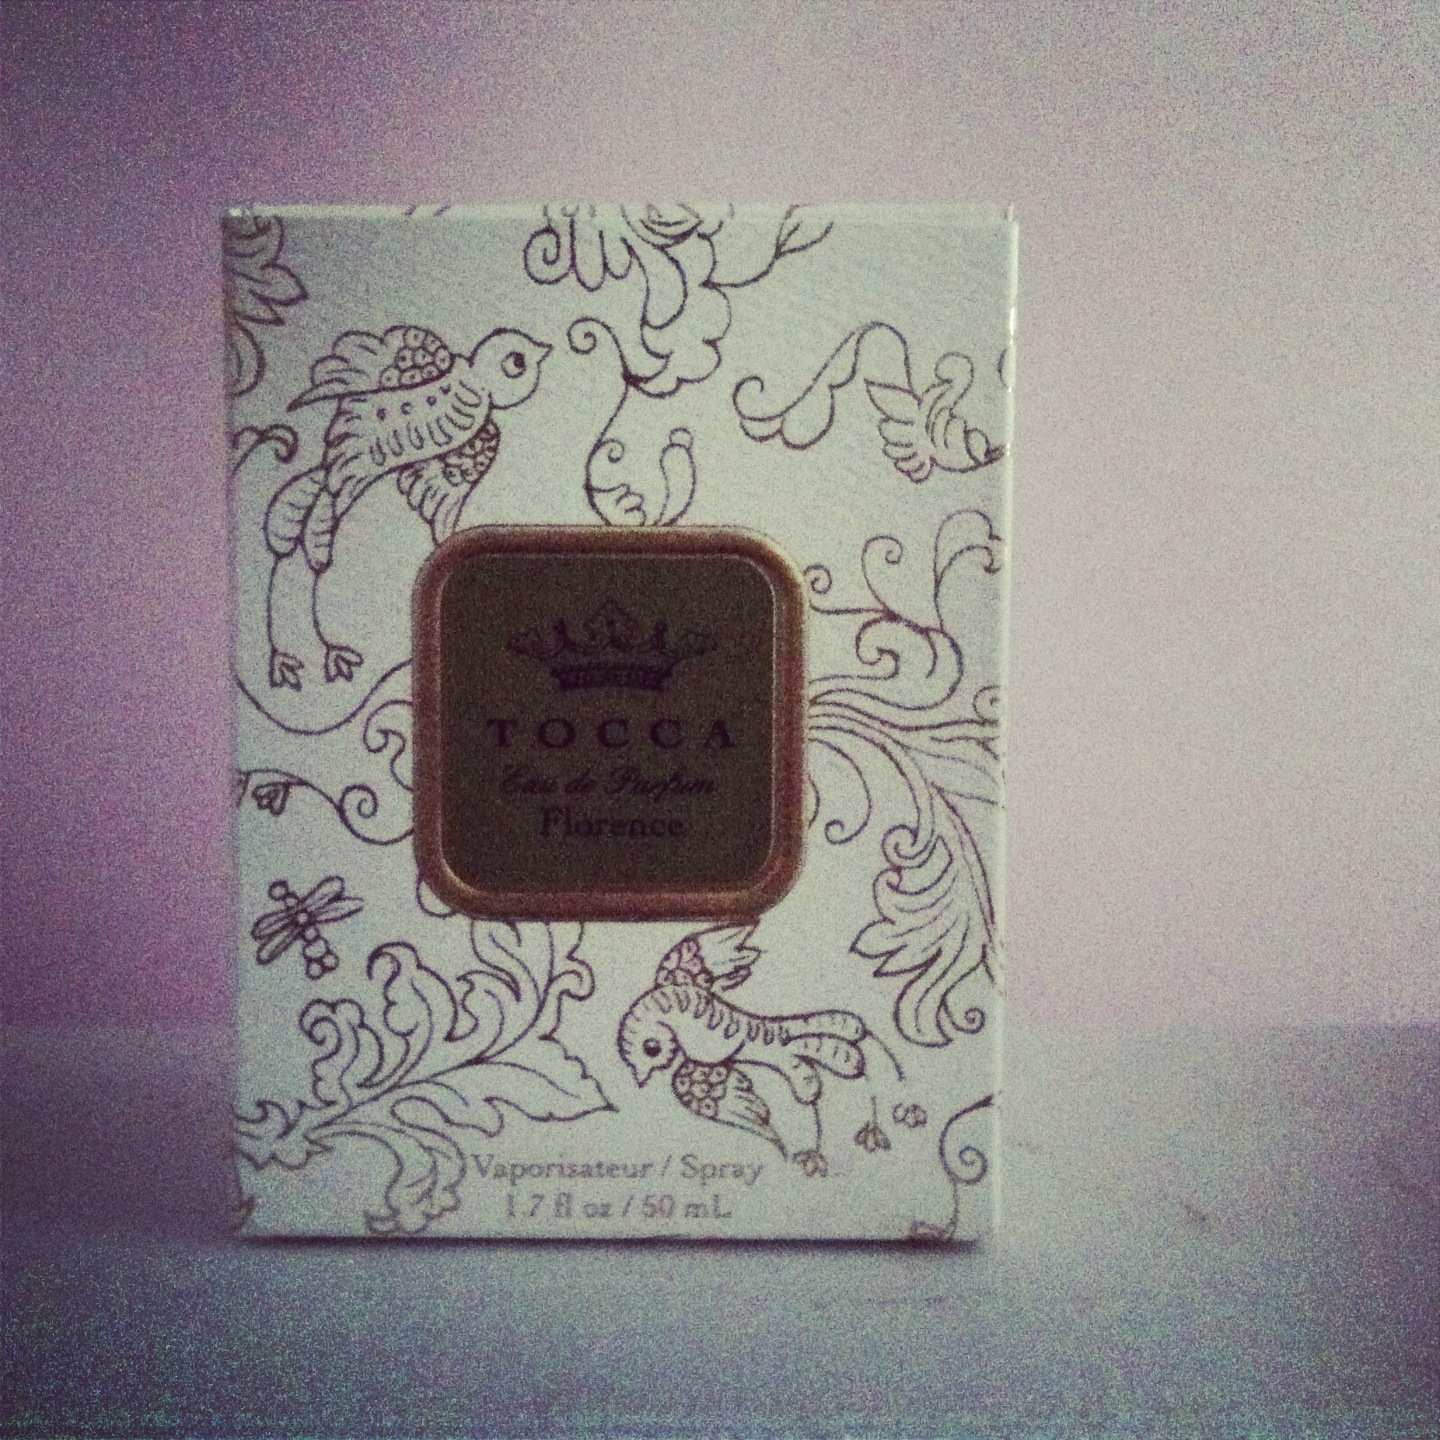 TOCCA
Eau de Parfum
Florence
Vaporisateur / Spray
1.7 fl oz / 50 mL